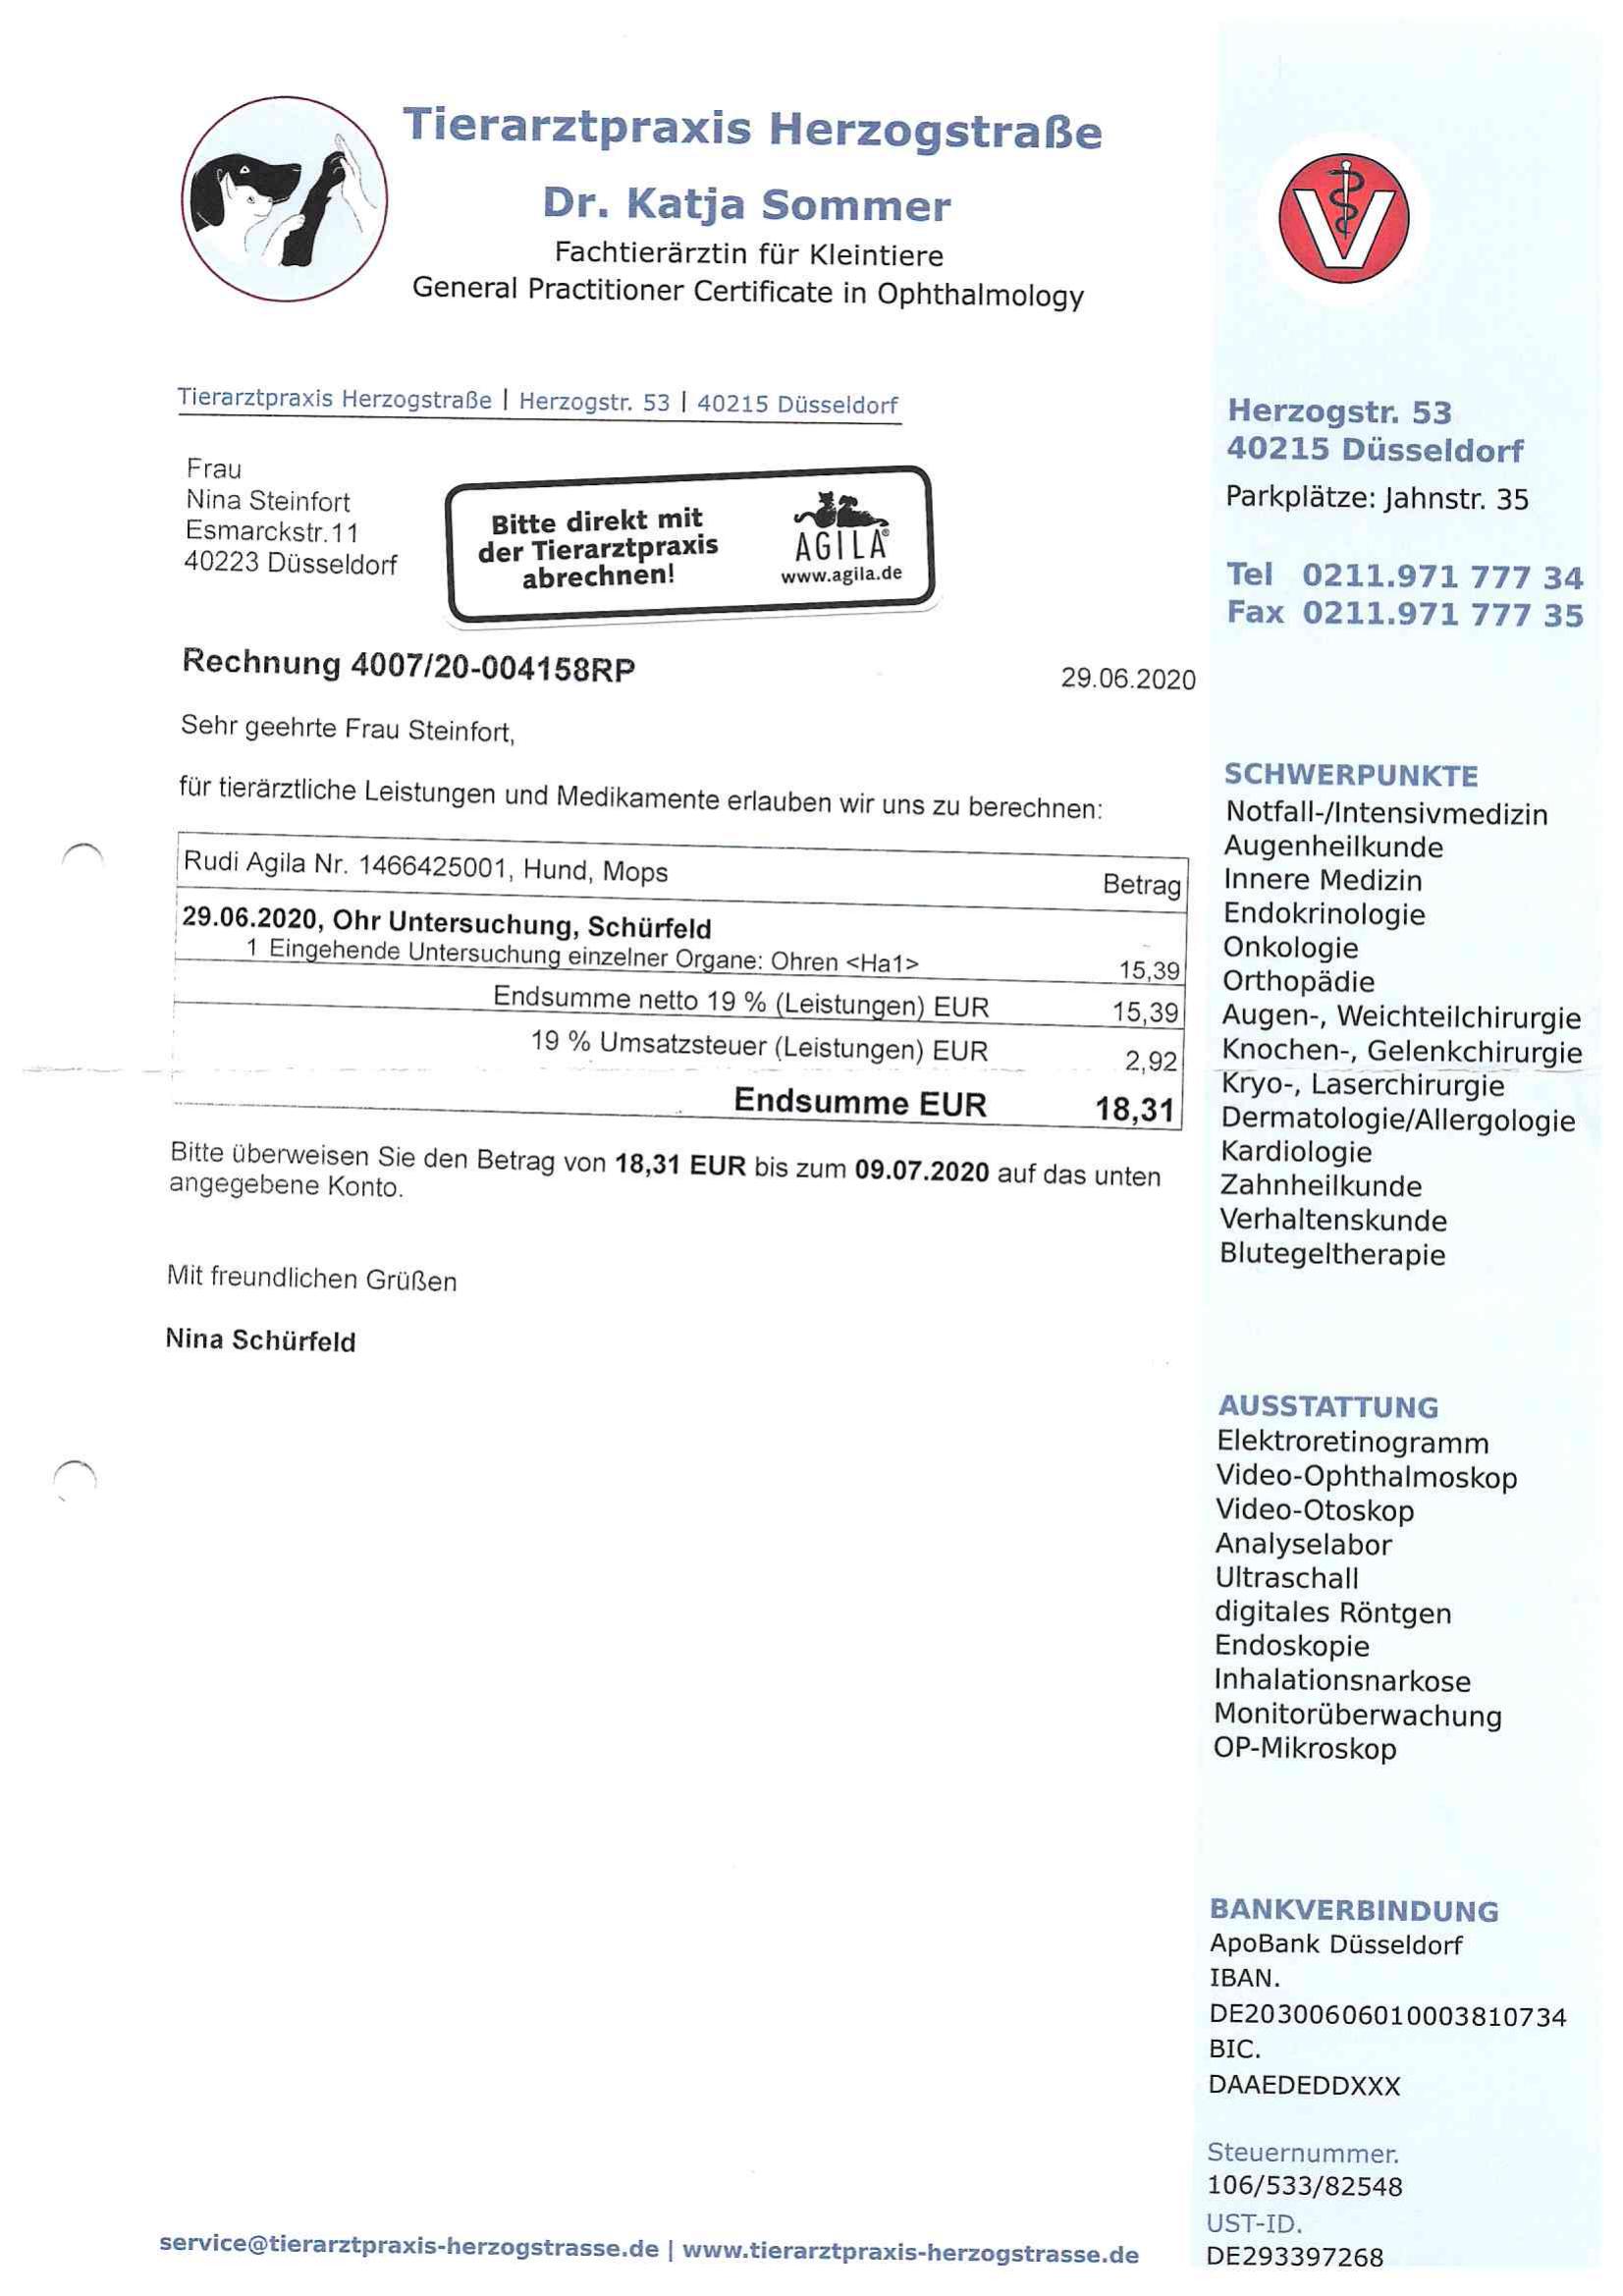 Tierarztpraxis Herzogstraße
Dr. Katja Sommer
Fachtierärztin für Kleintiere
General Practitioner Certificate in Ophthalmology
V
Tierarztpraxis Herzogstraße | Herzogstr. 53 | 40215 Düsseldorf
Frau
Nina Steinfort
Esmarckstr.11
40223 Düsseldorf
Bitte direkt mit
der Tierarztpraxis
abrechnen!
AGILA®
www.agila.de
Rechnung 4007/20-004158RP
29.06.2020
Sehr geehrte Frau Steinfort,
für tierärztliche Leistungen und Medikamente erlauben wir uns zu berechnen:
Rudi Agila Nr. 1466425001, Hund, Mops Betrag
29.06.2020, Ohr Untersuchung, Schürfeld
1 Eingehende Untersuchung einzelner Organe: Ohren <Ha1> 15,39
Endsumme netto 19 % (Leistungen) EUR 15,39
19 % Umsatzsteuer (Leistungen) EUR 2,92
Endsumme EUR 18,31
Bitte überweisen Sie den Betrag von 18,31 EUR bis zum 09.07.2020 auf das unten
angegebene Konto.
Mit freundlichen Grüßen
Nina Schürfeld
Herzogstr. 53
40215 Düsseldorf
Parkplätze: Jahnstr. 35
Tel 0211.971 777 34
Fax 0211.971 777 35
SCHWERPUNKTE
Notfall-/Intensivmedizin
Augenheilkunde
Innere Medizin
Endokrinologie
Onkologie
Orthopädie
Augen-, Weichteilchirurgie
Knochen-, Gelenkchirurgie
Kryo-, Laserchirurgie
Dermatologie/Allergologie
Kardiologie
Zahnheilkunde
Verhaltenskunde
Blutegeltherapie
AUSSTATTUNG
Elektroretinogramm
Video-Ophthalmoskop
Video-Otoskop
Analyselabor
Ultraschall
digitales Röntgen
Endoskopie
Inhalationsnarkose
Monitorüberwachung
OP-Mikroskop
BANKVERBINDUNG
ApoBank Düsseldorf
IBAN.
DE20300606010003810734
BIC.
DAAEDEDDXXX
Steuernummer.
106/533/82548
UST-ID.
DE293397268
service@tierarztpraxis-herzogstrasse.de | www.tierarztpraxis-herzogstrasse.de